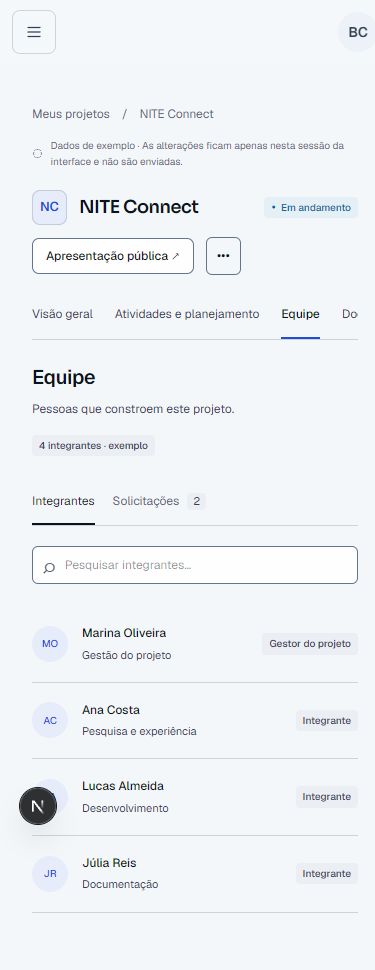 BC
Meus projetos / NITE Connect
Dados de exemplo · As alterações ficam apenas nesta sessão da
interface e não são enviadas.
NC NITE Connect • Em andamento
Apresentação pública ↗ •••
Visão geral Atividades e planejamento Equipe Do
Equipe
Pessoas que constroem este projeto.
4 integrantes · exemplo
Integrantes Solicitações 2
Pesquisar integrantes...
MO Marina Oliveira Gestor do projeto
Gestão do projeto
AC Ana Costa Integrante
Pesquisa e experiência
N Lucas Almeida Integrante
Desenvolvimento
JR Júlia Reis Integrante
Documentação